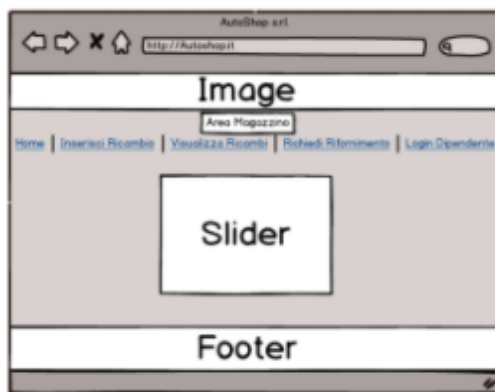 AutoShop s.r.l.
http://Autoshop.it
Image
Area Magazzino
Home | Inserisci Ricambio | Visualizza Ricambi | Richiedi Rifornimento | Login Dipendente
Slider
Footer